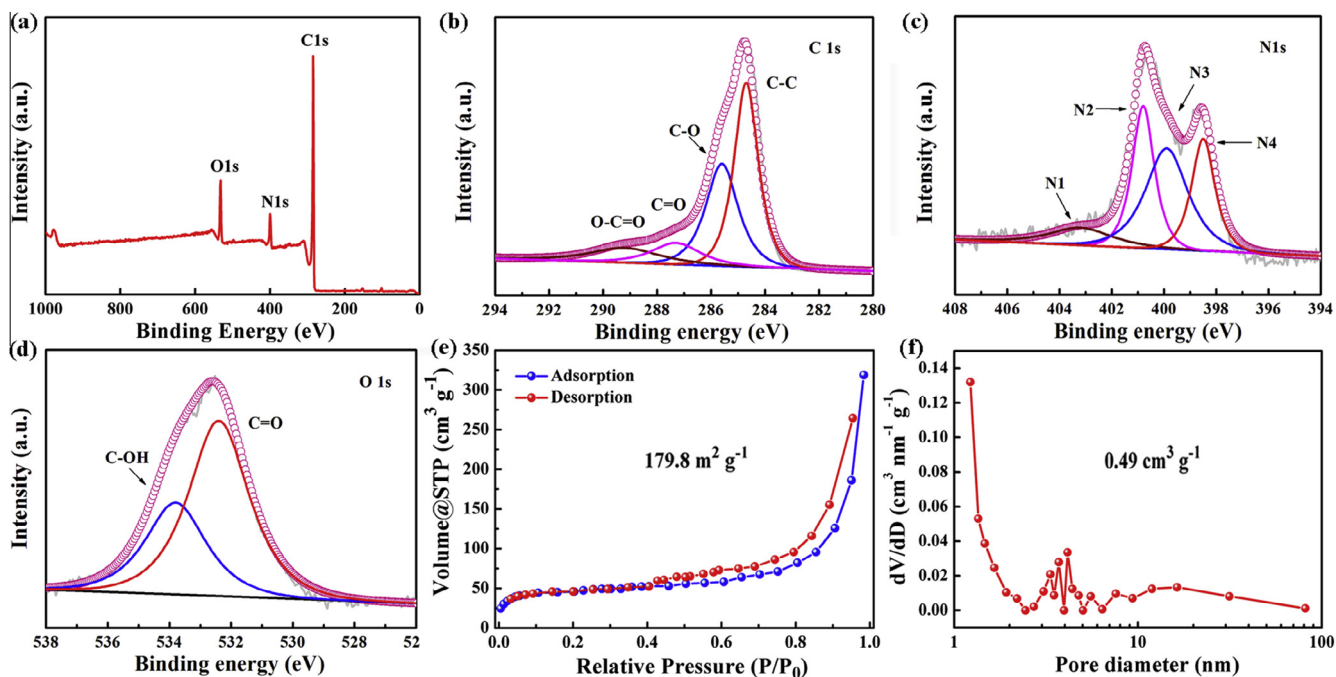 (a)
C1s
O1s
N1s
Intensity (a.u.)
1000 800 600 400 200 0
Binding Energy (eV)
(b)
C 1s
C-C
C-O
C=O
O-C=O
Intensity (a.u.)
294 292 290 288 286 284 282 280
Binding energy (eV)
(c)
N1s
N3
N2
N4
N1
Intensity (a.u.)
408 406 404 402 400 398 396 394
Binding energy (eV)
(d)
O 1s
C=O
C-OH
Intensity (a.u.)
538 536 534 532 530 528 52
Binding energy (eV)
(e)
350
300
250
200
150
100
50
0
Adsorption
Desorption
179.8 m² g⁻¹
Volume@STP (cm³ g⁻¹)
0.0 0.2 0.4 0.6 0.8 1.0
Relative Pressure (P/P₀)
(f)
0.14
0.12
0.10
0.08
0.06
0.04
0.02
0.00
0.49 cm³ g⁻¹
dV/dD (cm³ nm⁻¹ g⁻¹)
1 10 100
Pore diameter (nm)